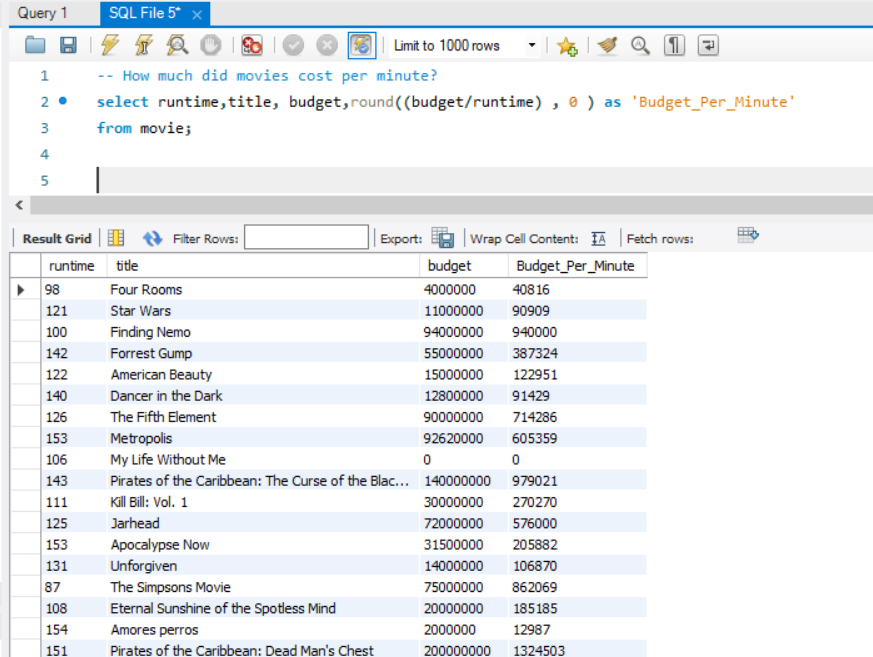 Query 1 SQL File 5* ×
Limit to 1000 rows
1 -- How much did movies cost per minute?
2 select runtime,title, budget,round((budget/runtime) , 0 ) as 'Budget_Per_Minute'
3 from movie;
4
5
Result Grid Filter Rows: Export: Wrap Cell Content: IA Fetch rows:
runtime title budget Budget_Per_Minute
98 Four Rooms 4000000 40816
121 Star Wars 11000000 90909
100 Finding Nemo 94000000 940000
142 Forrest Gump 55000000 387324
122 American Beauty 15000000 122951
140 Dancer in the Dark 12800000 91429
126 The Fifth Element 90000000 714286
153 Metropolis 92620000 605359
106 My Life Without Me 0 0
143 Pirates of the Caribbean: The Curse of the Blac... 140000000 979021
111 Kill Bill: Vol. 1 30000000 270270
125 Jarhead 72000000 576000
153 Apocalypse Now 31500000 205882
131 Unforgiven 14000000 106870
87 The Simpsons Movie 75000000 862069
108 Eternal Sunshine of the Spotless Mind 20000000 185185
154 Amores perros 2000000 12987
151 Pirates of the Caribbean: Dead Man's Chest 200000000 1324503